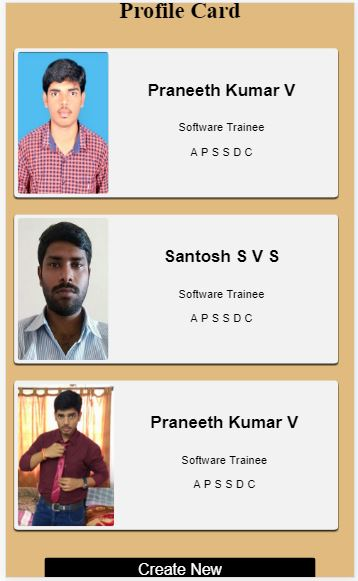 Profile Card
Praneeth Kumar V
Software Trainee
A P S S D C
Santosh S V S
Software Trainee
A P S S D C
Praneeth Kumar V
Software Trainee
A P S S D C
Create New